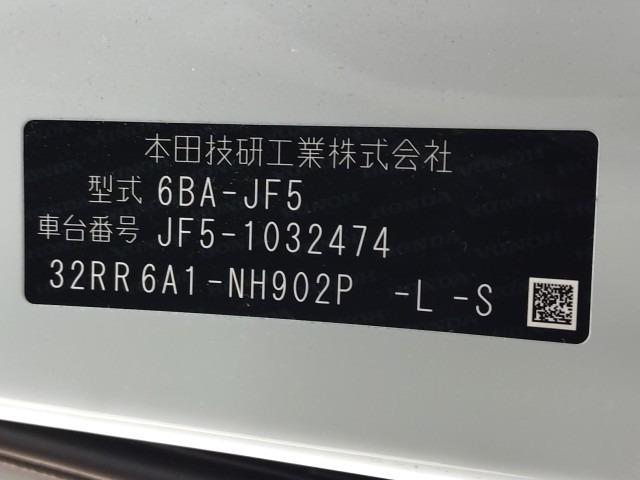 本田技研工業株式会社
型式 6BA-JF5
車台番号 JF5-1032474
32RR6A1-NH902P -L -S